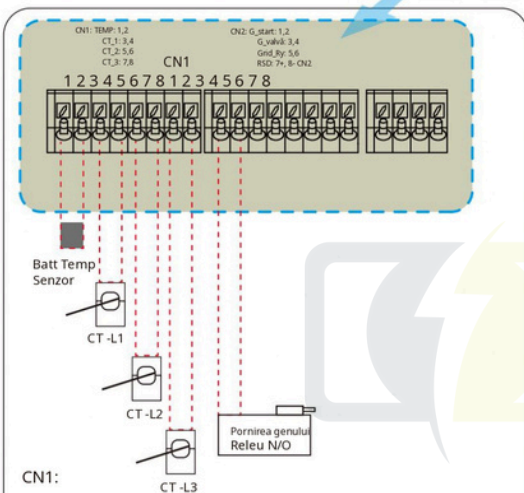 CN1: TEMP: 1,2
CT_1: 3,4
CT_2: 5,6
CT_3: 7,8
CN2: G_start: 1,2
G_valvă: 3,4
Grid_Ry: 5,6
RSD: 7+, 8- CN2
CN1
1 2 3 4 5 6 7 8 1 2 3 4 5 6 7 8
Batt Temp
Senzor
CT -L1
CT -L2
CT -L3
Pornirea genului
Releu N/O
CN1: